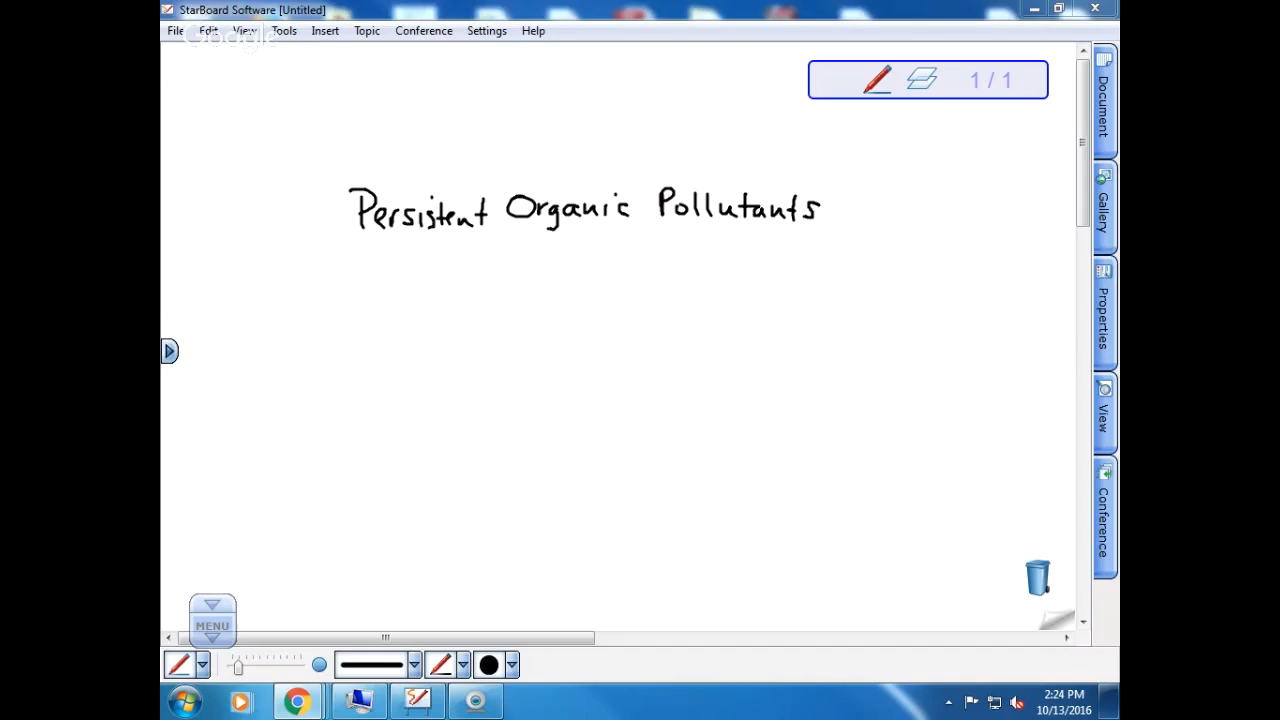 StarBoard Software [Untitled]
File Edit View Tools Insert Topic Conference Settings Help
Google
1 / 1
Document
Gallery
Properties
View
Conference
Persistent Organic Pollutants
MENU
2:24 PM
10/13/2016